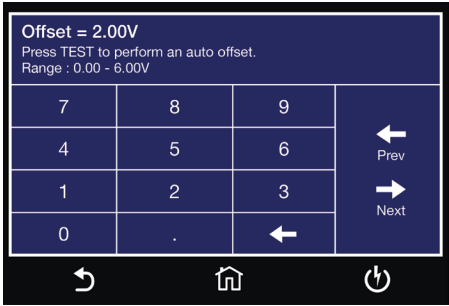 Offset = 2.00V
Press TEST to perform an auto offset.
Range : 0.00 - 6.00V
7 8 9
4 5 6
Prev
1 2 3
Next
0 .